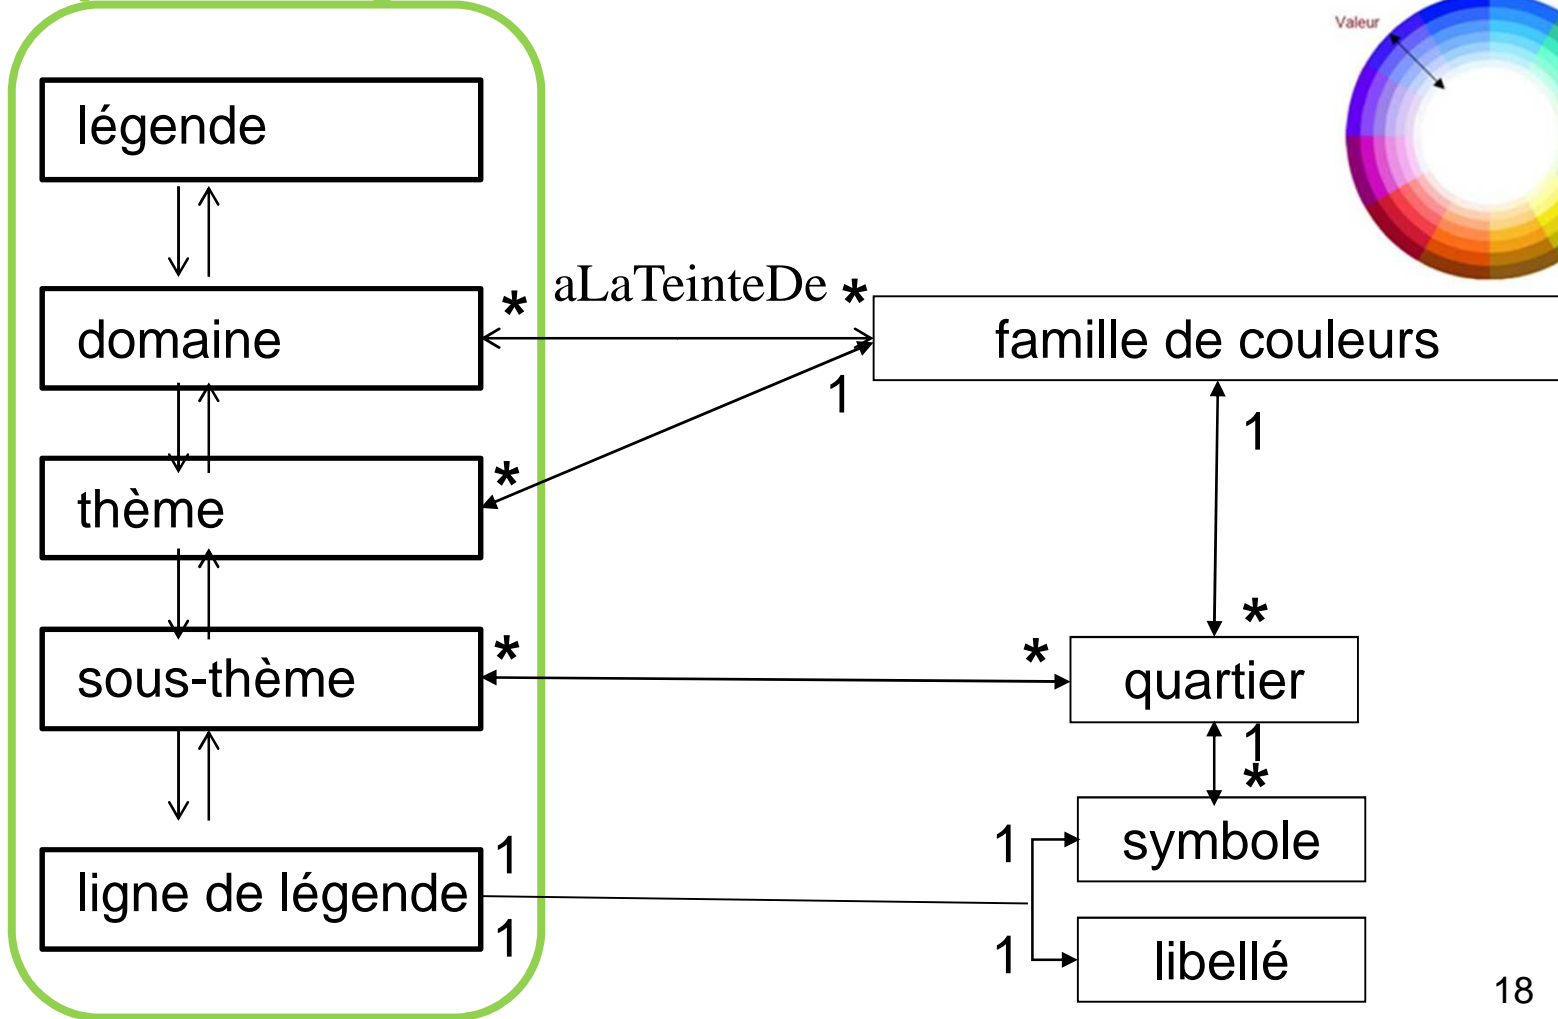 Valeur
légende
aLaTeinteDe
* *
domaine
famille de couleurs
1
1
*
thème
*
*
*
sous-thème
quartier
1
*
1
1
symbole
ligne de légende
1
1
libellé
18